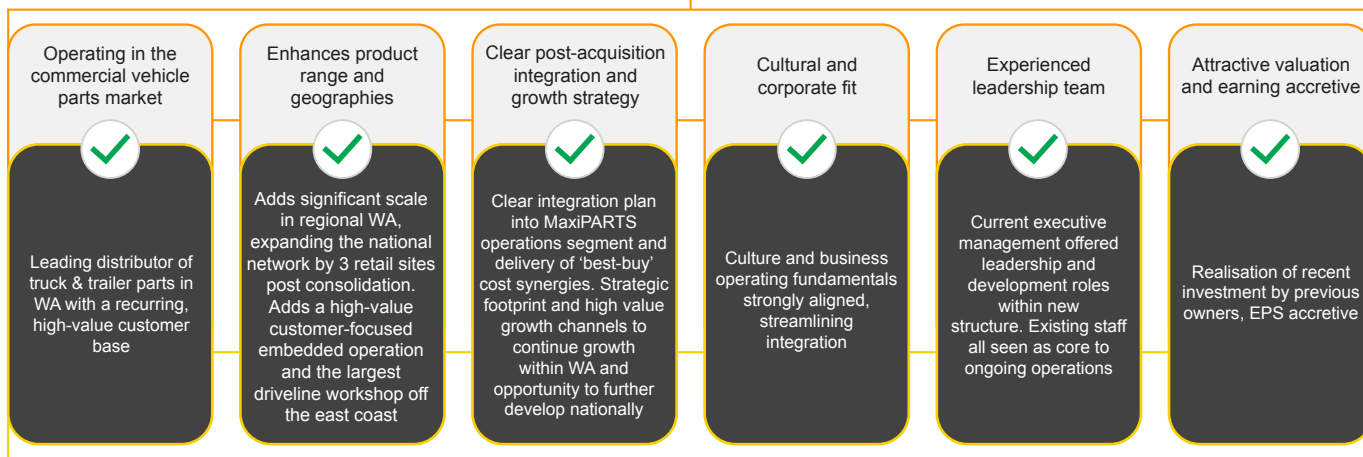 Operating in the
commercial vehicle
parts market
Leading distributor of
truck & trailer parts in
WA with a recurring,
high-value customer
base
Enhances product
range and
geographies
Adds significant scale
in regional WA,
expanding the national
network by 3 retail sites
post consolidation.
Adds a high-value
customer-focused
embedded operation
and the largest
driveline workshop off
the east coast
Clear post-acquisition
integration and
growth strategy
Clear integration plan
into MaxiPARTS
operations segment and
delivery of ‘best-buy’
cost synergies. Strategic
footprint and high value
growth channels to
continue growth
within WA and
opportunity to further
develop nationally
Cultural and
corporate fit
Culture and business
operating fundamentals
strongly aligned,
streamlining
integration
Experienced
leadership team
Current executive
management offered
leadership and
development roles
within new
structure. Existing staff
all seen as core to
ongoing operations
Attractive valuation
and earning accretive
Realisation of recent
investment by previous
owners, EPS accretive